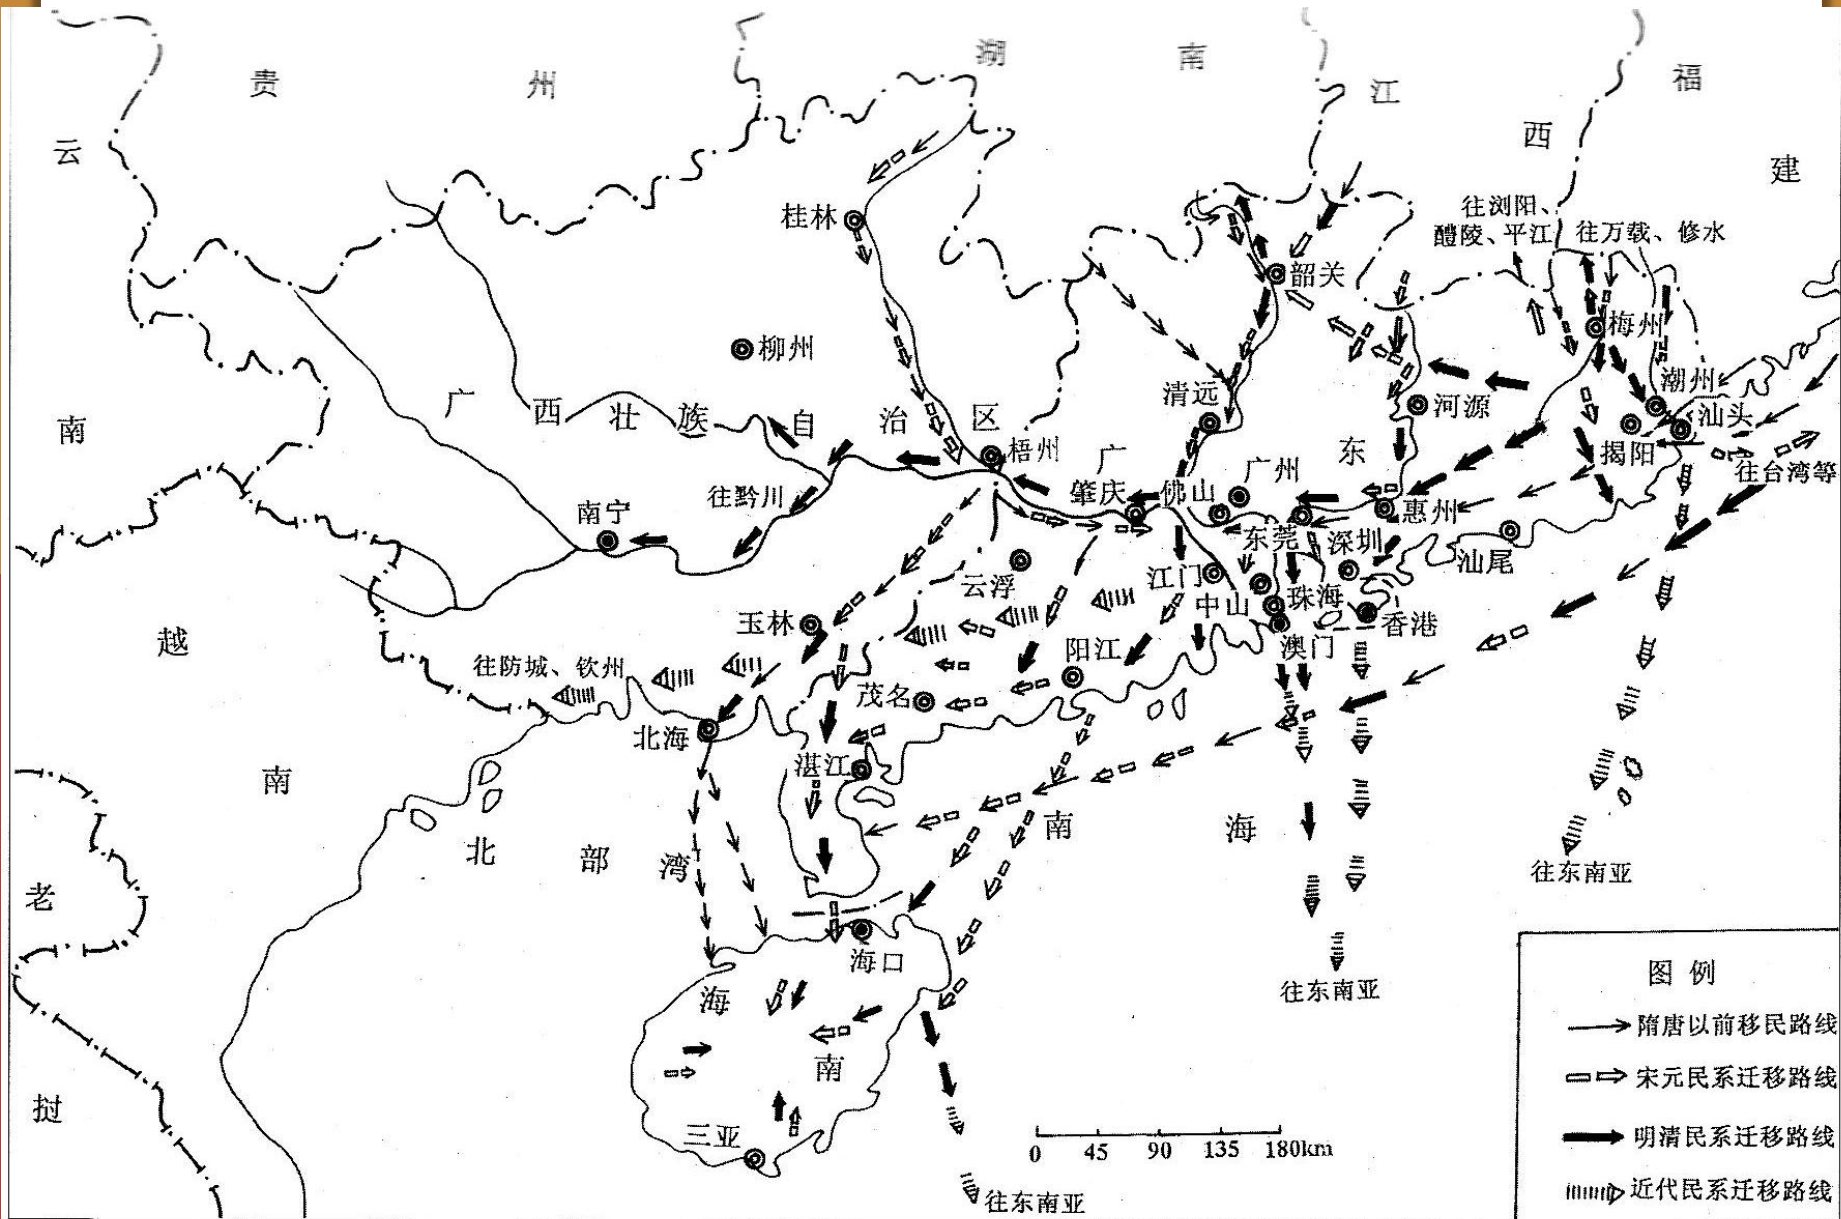 贵州
湖南
江西
福建
云南
往浏阳、
醴陵、平江
往万载、修水
桂林
韶关
梅州
柳州
潮州
清远
河源
汕头
广西壮族自治区
揭阳
梧州
广东
往台湾等
广州
往黔川
肇庆
佛山
惠州
南宁
东莞
深圳
汕尾
云浮
江门
中山
珠海
香港
玉林
澳门
越南
阳江
往防城、钦州
茂名
北海
湛江
南海
北部湾
往东南亚
老挝
海口
往东南亚
海南
三亚
往东南亚
0 45 90 135 180km
图例
隋唐以前移民路线
宋元民系迁移路线
明清民系迁移路线
近代民系迁移路线